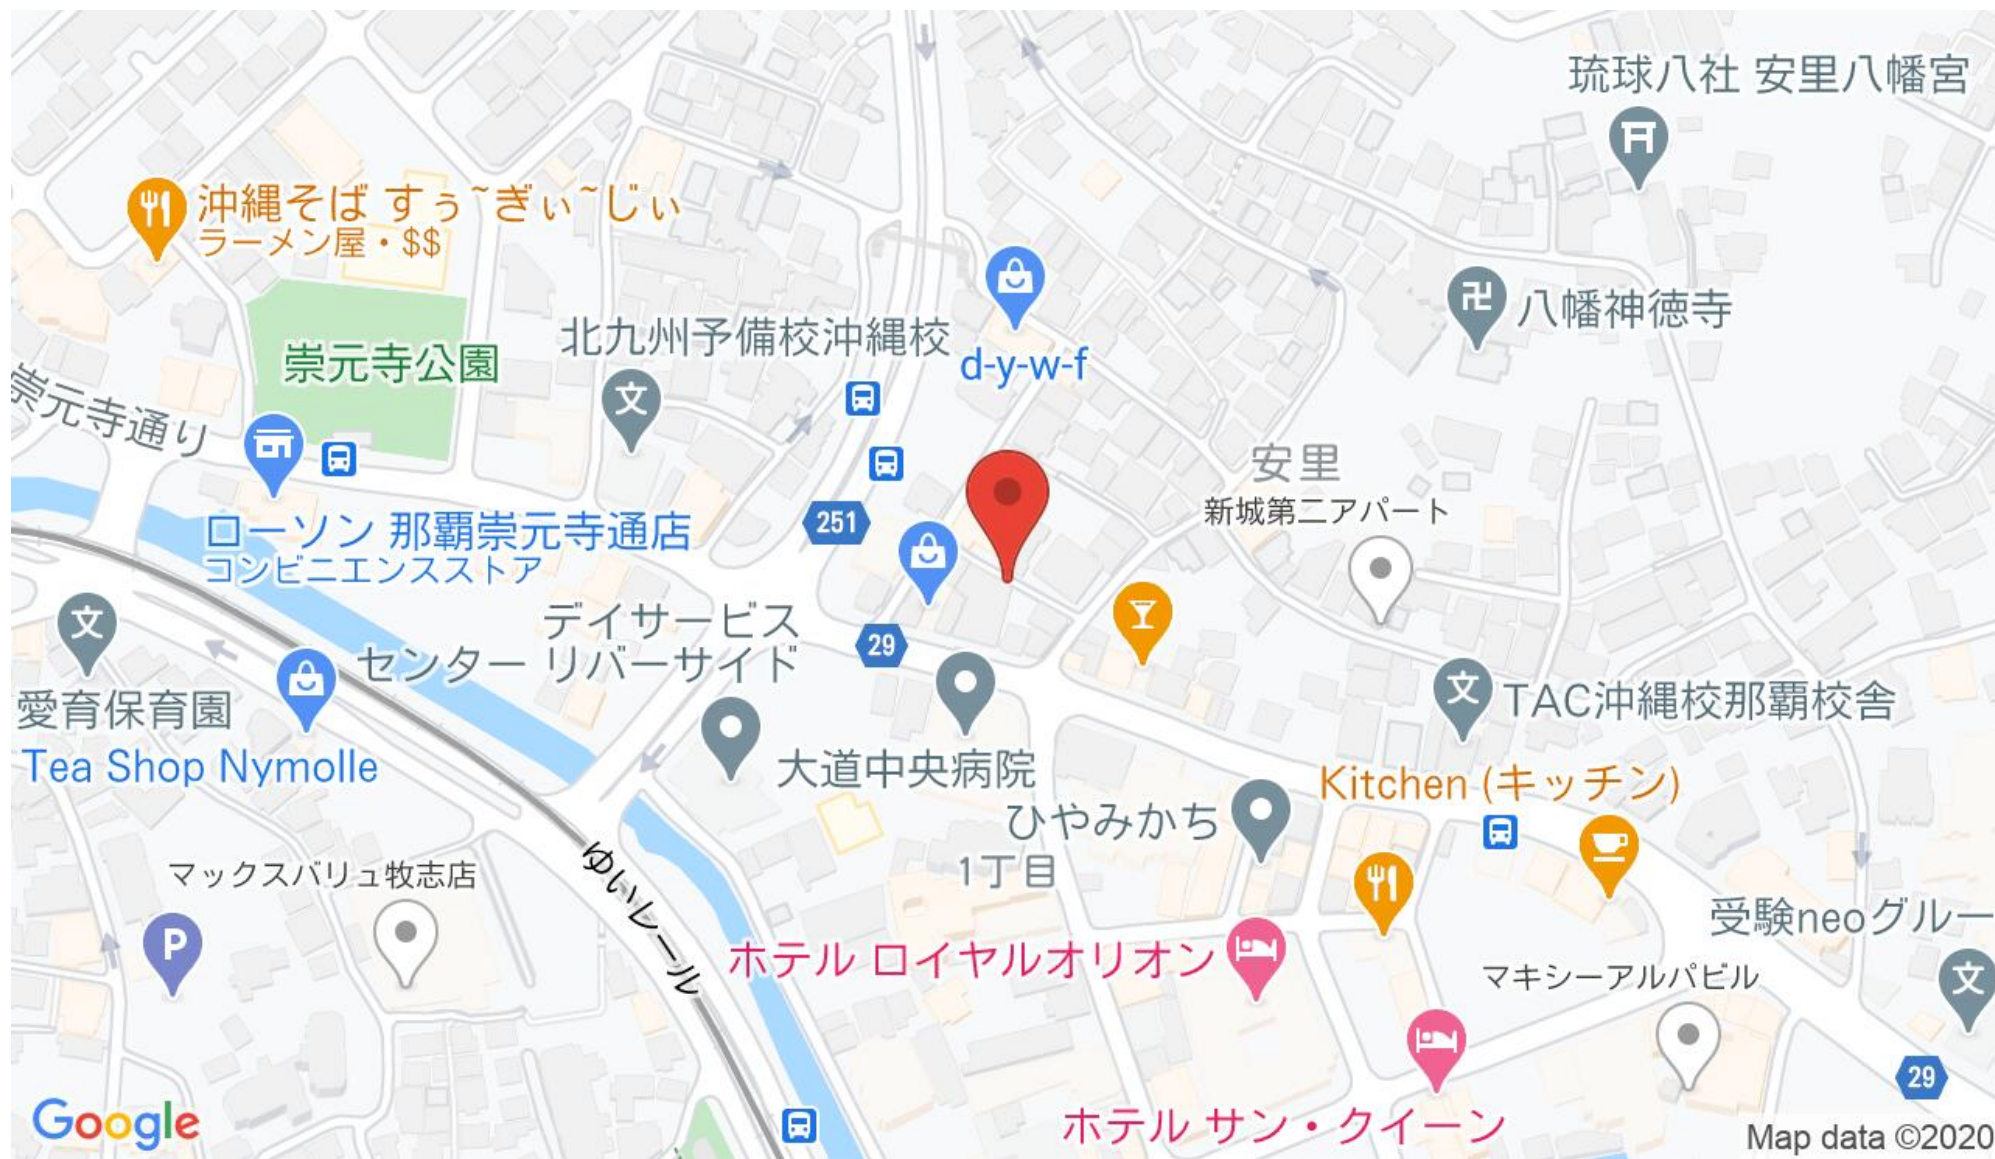 琉球八社 安里八幡宮
沖縄そば すぅ~ぎぃ~じぃ
ラーメン屋・$$
八幡神徳寺
北九州予備校沖縄校
崇元寺公園
d-y-w-f
崇元寺通り
安里
新城第二アパート
251
ローソン 那覇崇元寺通店
コンビニエンスストア
デイサービス
センター リバーサイド
29
愛育保育園
Tea Shop Nymolle
TAC沖縄校那覇校舎
大道中央病院
Kitchen (キッチン)
ひやみかち
1丁目
マックスバリュ牧志店
ゆいレール
P
受験neoグルー
ホテル ロイヤルオリオン
マキシーアルパビル
29
ホテル サン・クイーン
Google
Map data ©2020
文
文
文
文
卍